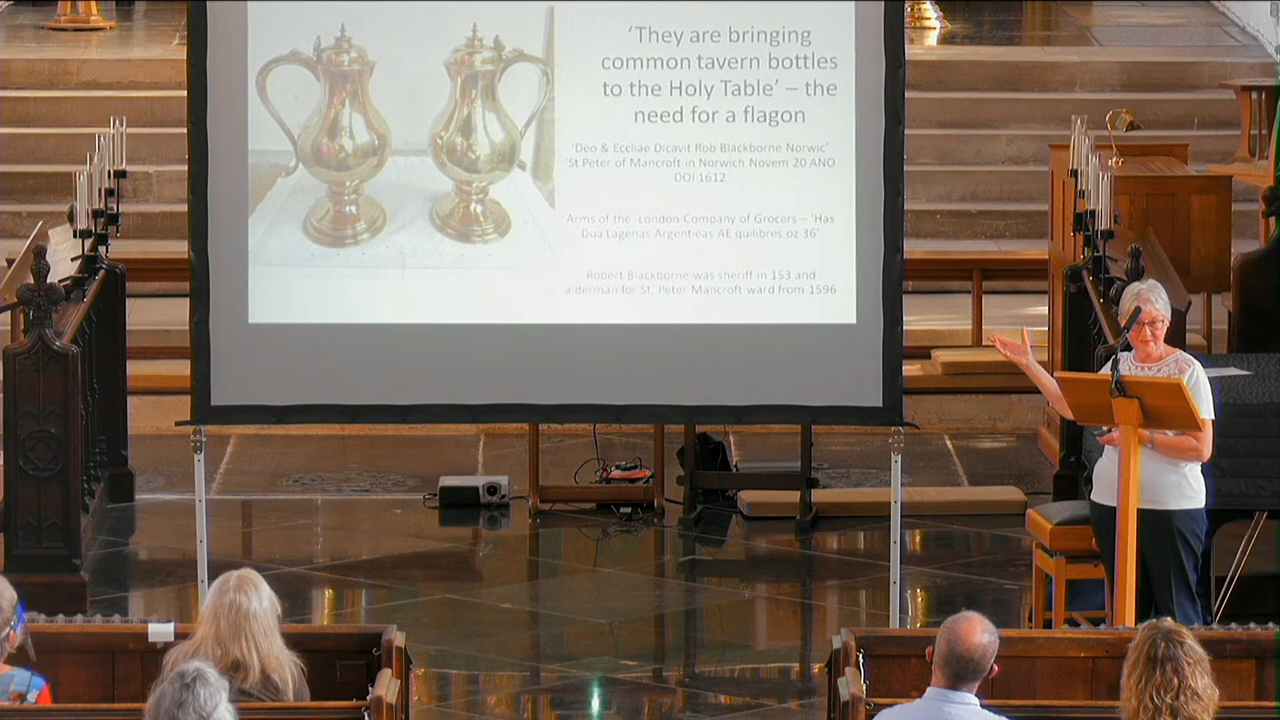 ‘They are bringing
common tavern bottles
to the Holy Table’ – the
need for a flagon
‘Deo & Eccliae Dicavit Rob Blackborne Norwic’
‘St Peter of Mancroft in Norwich Novem 20 ANO
DOI 1612
Arms of the London Company of Grocers – ‘Has
Dua Lagenas Argentieas AE quilibres oz 36’
Robert Blackborne was sheriff in 153 and
alderman for St. Peter Mancroft ward from 1596